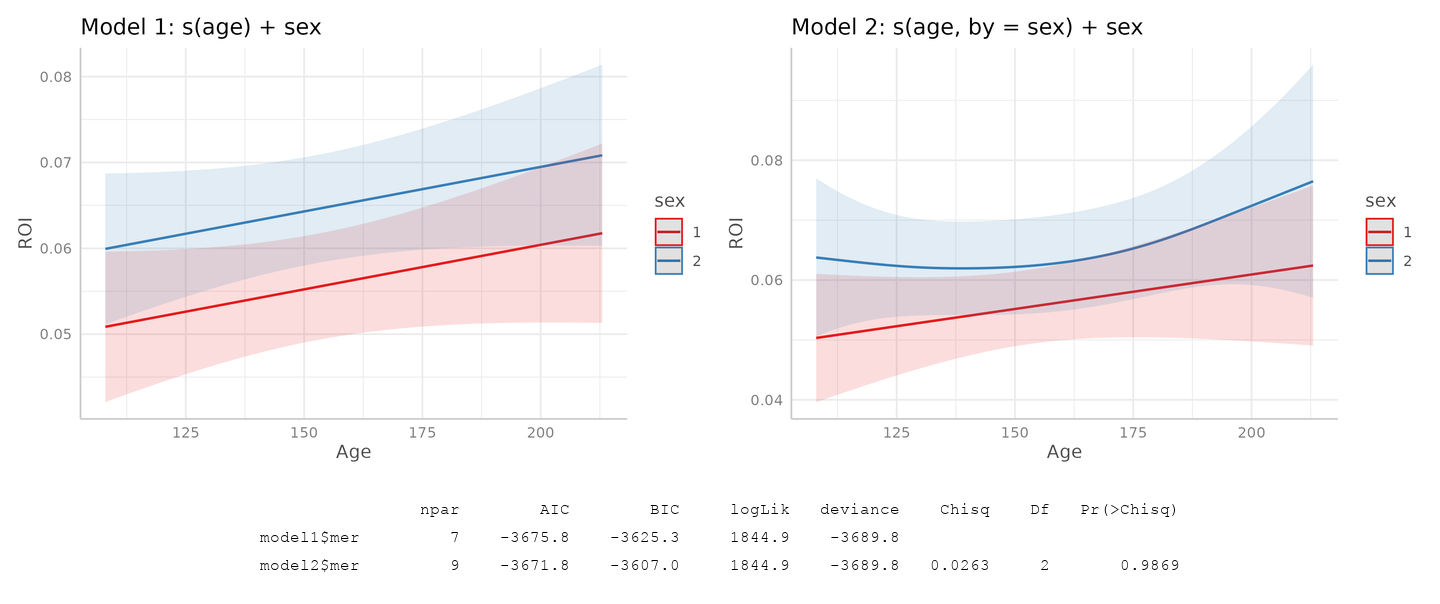 Model 1: s(age) + sex
0.08
0.07
0.06
0.05
ROI
125 150 175 200
Age
sex
1
2
Model 2: s(age, by = sex) + sex
0.08
0.06
0.04
ROI
125 150 175 200
Age
sex
1
2
npar AIC BIC logLik deviance Chisq Df Pr(>Chisq)
model1$mer 7 -3675.8 -3625.3 1844.9 -3689.8
model2$mer 9 -3671.8 -3607.0 1844.9 -3689.8 0.0263 2 0.9869